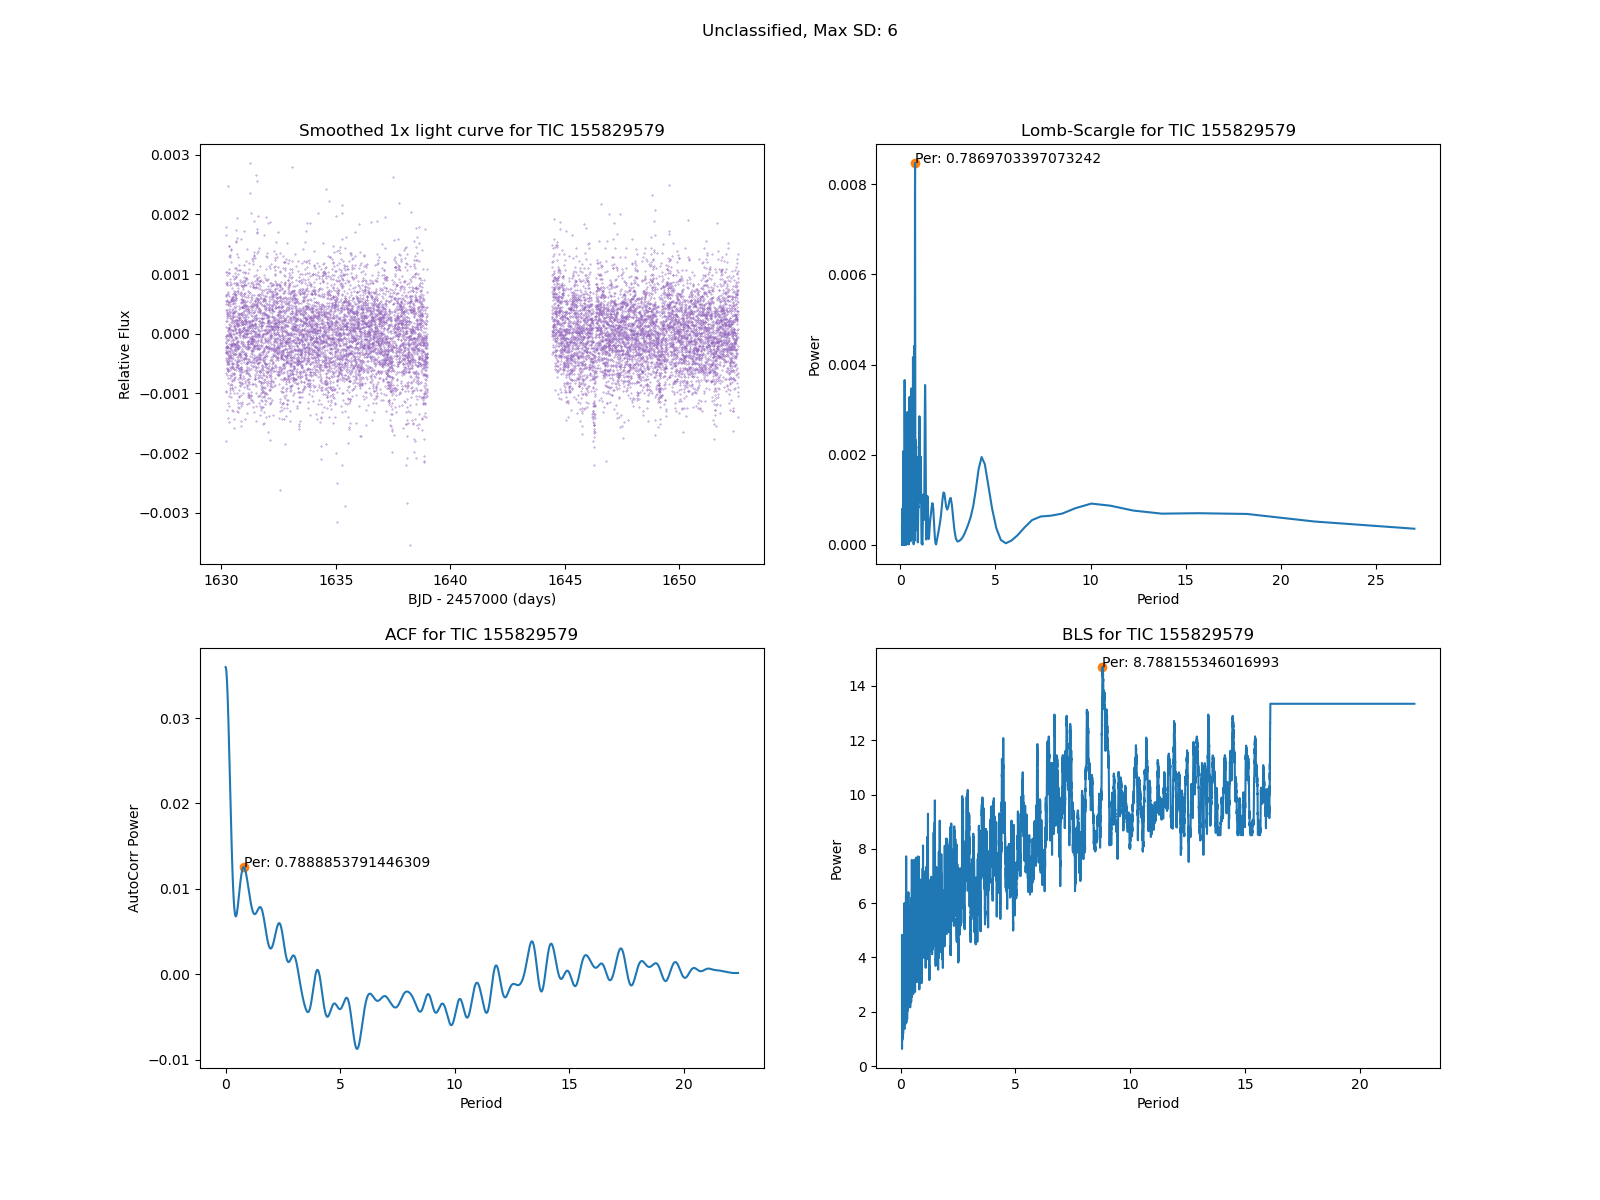 Unclassified, Max SD: 6
Smoothed 1x light curve for TIC 155829579
Relative Flux
0.003
0.002
0.001
0.000
−0.001
−0.002
−0.003
1630
1635
1640
1645
1650
BJD - 2457000 (days)
Lomb-Scargle for TIC 155829579
Per: 0.7869703397073242
Power
0.008
0.006
0.004
0.002
0.000
0
5
10
15
20
25
Period
ACF for TIC 155829579
Per: 0.7888853791446309
AutoCorr Power
0.03
0.02
0.01
0.00
−0.01
0
5
10
15
20
Period
BLS for TIC 155829579
Per: 8.788155346016993
Power
14
12
10
8
6
4
2
0
0
5
10
15
20
Period